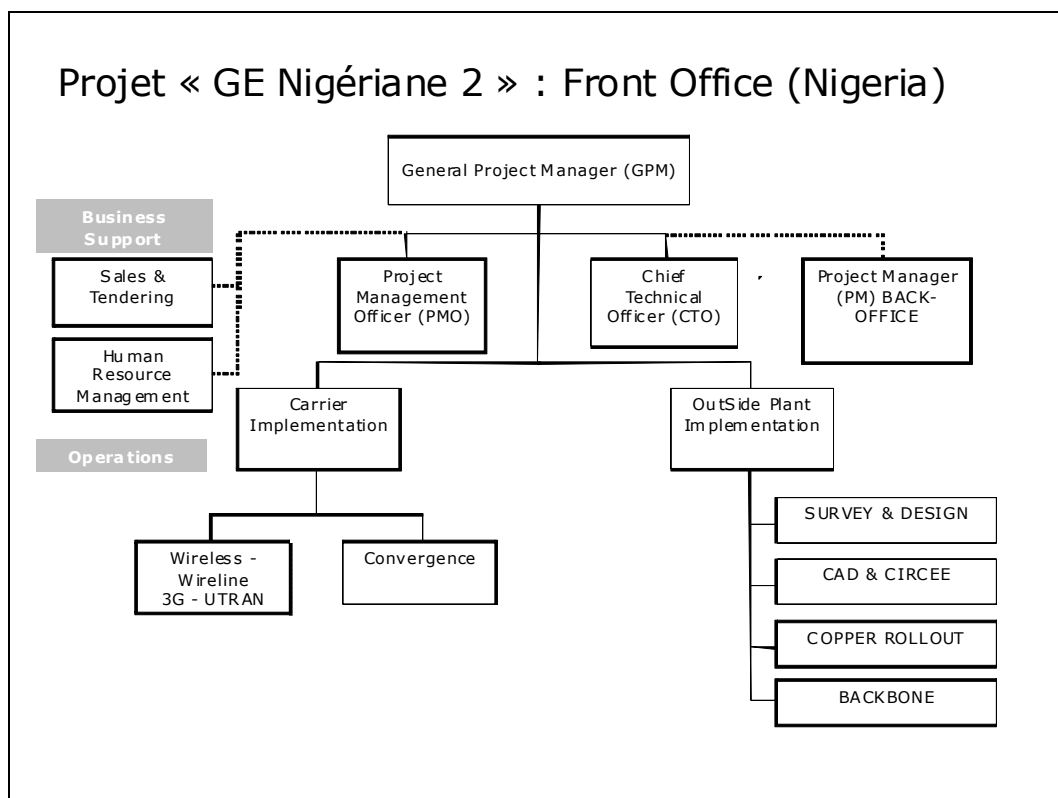 Projet « GE Nigériane 2 » : Front Office (Nigeria)
General Project Manager (GPM)
Business
Support
Sales &
Tendering
Project
Management
Officer (PMO)
Chief
Technical
Officer (CTO)
Project Manager
(PM) BACK-
OFFICE
Human
Resource
Management
Carrier
Implementation
OutSide Plant
Implementation
Operations
SURVEY & DESIGN
Wireless -
Wireline
3G - UTRAN
Convergence
CAD & CIRCEE
COPPER ROLLOUT
BACKBONE